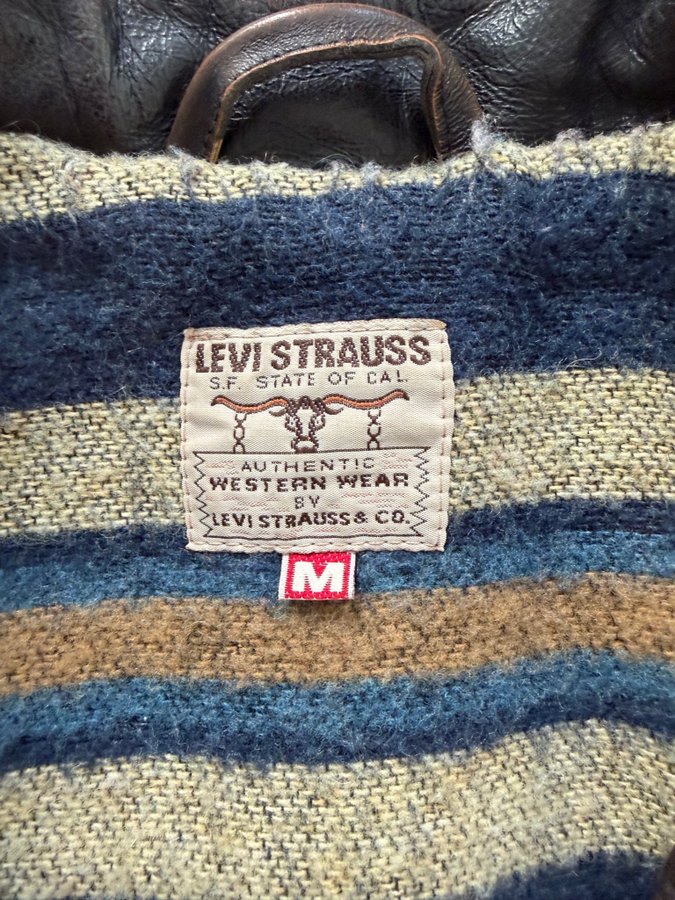 LEVI STRAUSS
S.F. STATE OF CAL.
AUTHENTIC
WESTERN WEAR
BY
LEVI STRAUSS & CO.
M